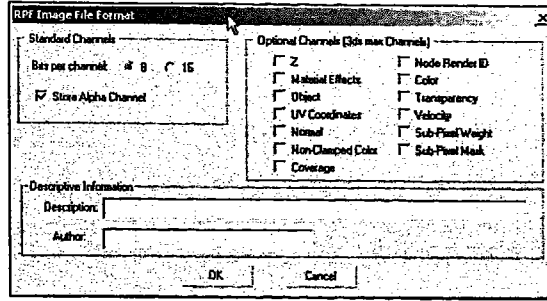 RPF Image File Format
Standard Channels
Bits per channel: 8 16
Store Alpha Channel
Optional Channels (3ds max Channels)
Z
Material Effects
Object
UV Coordinates
Normal
Non-Clamped Color
Coverage
Node Render ID
Color
Transparency
Velocity
Sub-Pixel Weight
Sub-Pixel Mask
Descriptive Information
Description:
Author:
OK Cancel